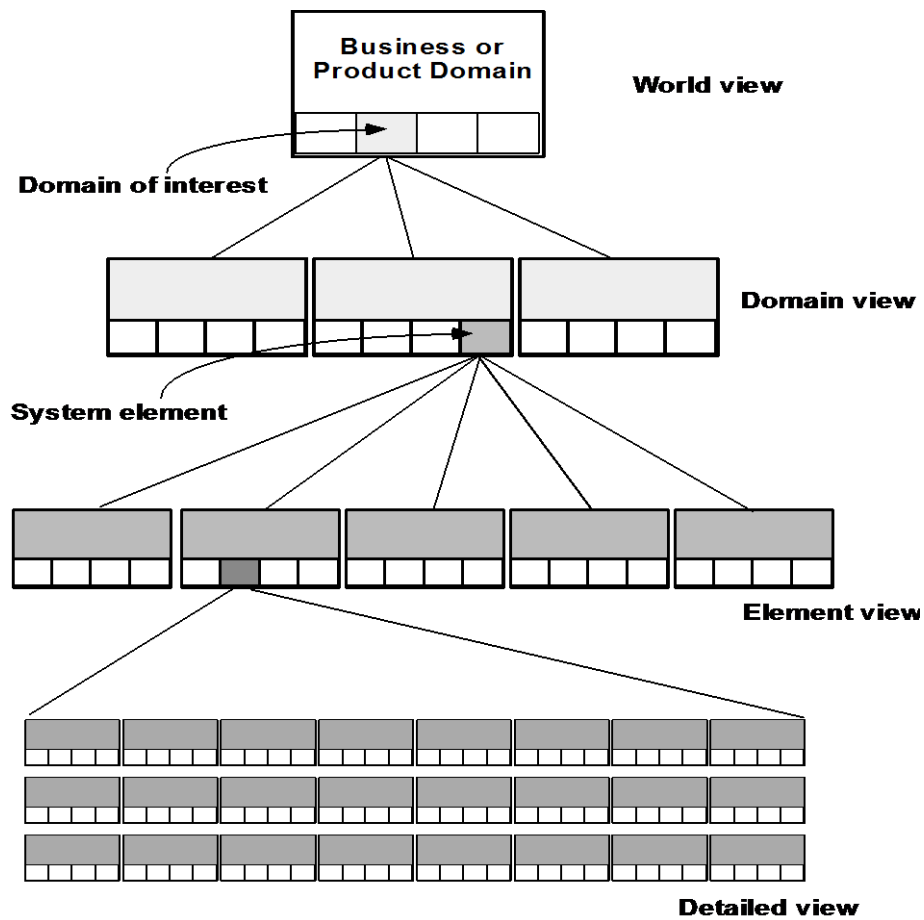 Business or
Product Domain
World view
Domain of interest
Domain view
System element
Element view
Detailed view